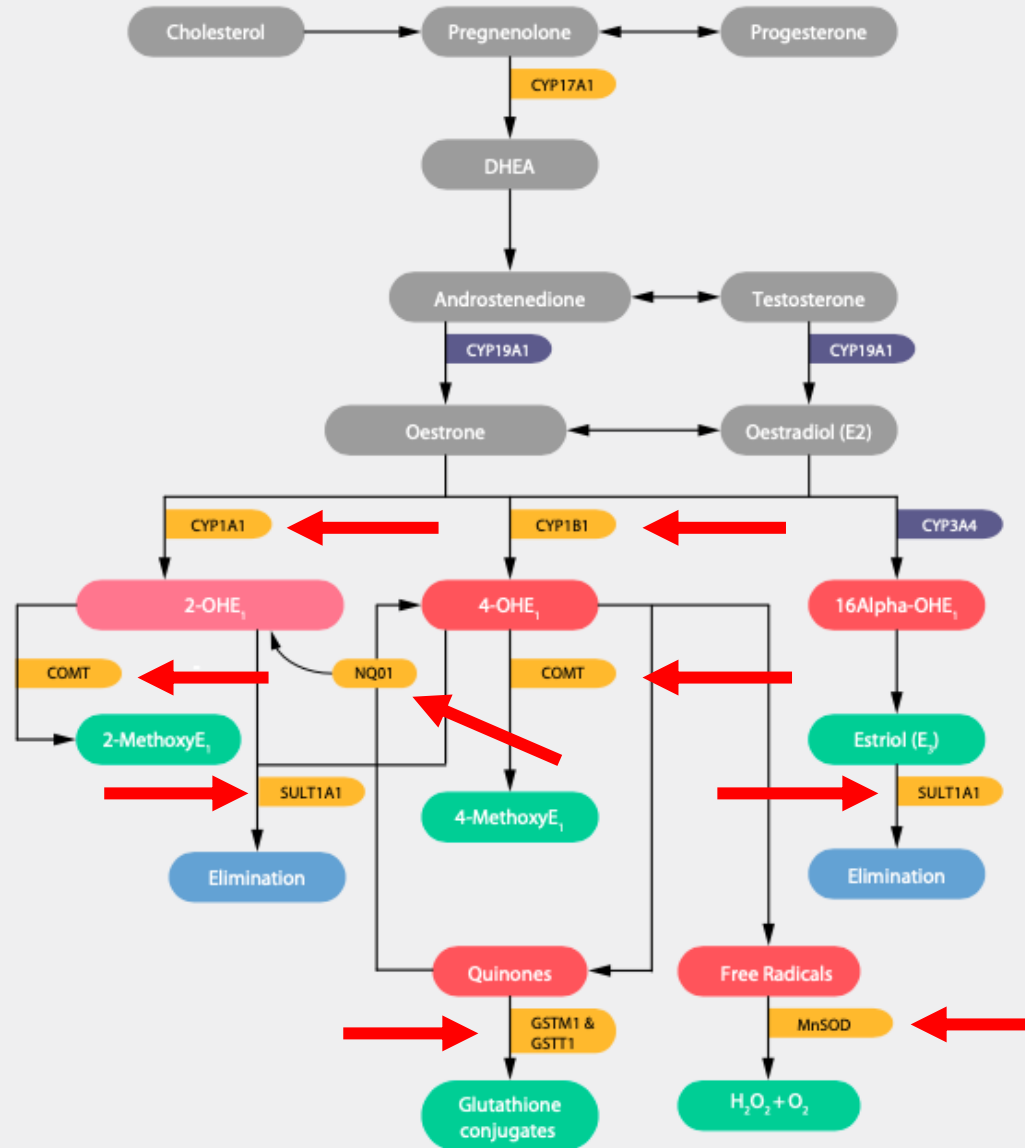 Cholesterol
Pregnenolone
Progesterone
CYP17A1
DHEA
Androstenedione
Testosterone
CYP19A1
CYP19A1
Oestrone
Oestradiol (E2)
CYP1A1
CYP1B1
CYP3A4
2-OHE₁
4-OHE₁
16Alpha-OHE₁
COMT
NQ01
COMT
2-MethoxyE₁
Estriol (E₃)
SULT1A1
SULT1A1
4-MethoxyE₁
Elimination
Elimination
Quinones
Free Radicals
GSTM1 &
GSTT1
MnSOD
Glutathione
conjugates
H₂O₂ + O₂